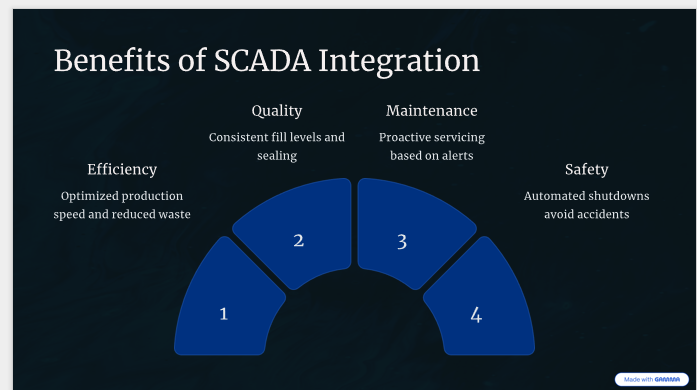 Benefits of SCADA Integration
Efficiency
Optimized production
speed and reduced waste
Quality
Consistent fill levels and
sealing
Maintenance
Proactive servicing
based on alerts
Safety
Automated shutdowns
avoid accidents
1
2
3
4
Made with GAMMA